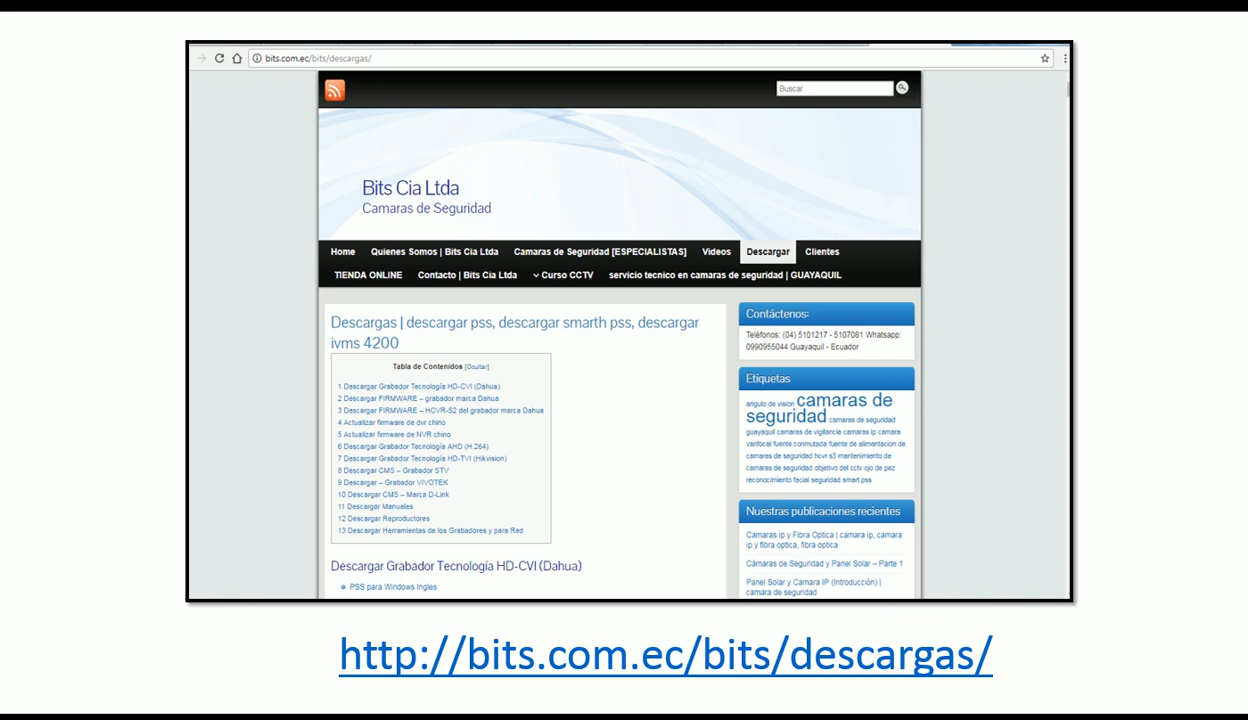 bits.com.ec/bits/descargas/
Buscar
Bits Cia Ltda
Camaras de Seguridad
Home Quienes Somos | Bits Cia Ltda Camaras de Seguridad [ESPECIALISTAS] Videos Descargar Clientes
TIENDA ONLINE Contacto | Bits Cia Ltda Curso CCTV servicio tecnico en camaras de seguridad | GUAYAQUIL
Descargas | descargar pss, descargar smarth pss, descargar
ivms 4200
Tabla de Contenidos [Ocultar]
1 Descargar Grabador Tecnología HD-CVI (Dahua)
2 Descargar FIRMWARE – grabador marca Dahua
3 Descargar FIRMWARE – HCVR-S2 del grabador marca Dahua
4 Actualizar firmware de dvr chino
5 Actualizar firmware de NVR chino
6 Descargar Grabador Tecnología AHD (H.264)
7 Descargar Grabador Tecnología HD-TVI (Hikvision)
8 Descargar CMS – Grabador STV
9 Descargar – Grabador VIVOTEK
10 Descargar CMS – Marca D-Link
11 Descargar Manuales
12 Descargar Reproductores
13 Descargar Herramientas de los Grabadores y para Red
Descargar Grabador Tecnología HD-CVI (Dahua)
PSS para Windows Ingles
Contáctenos:
Teléfonos: (04) 5101217 - 5107081 Whatsapp:
0990955044 Guayaquil - Ecuador
Etiquetas
angulo de vision camaras de
seguridad camaras de seguridad
guayaquil camaras de vigilancia camaras ip camara
varifocal fuente conmutada fuente de alimentacion de
camaras de seguridad hcvr s3 mantenimiento de
camaras de seguridad objetivo del cctv ojo de pez
reconocimiento facial seguridad smart pss
Nuestras publicaciones recientes
Camaras ip y Fibra Optica | camara ip, camara
ip y fibra optica, fibra optica
Cámaras de Seguridad y Panel Solar – Parte 1
Panel Solar y Camara IP (Introducción) |
camara de seguridad
http://bits.com.ec/bits/descargas/